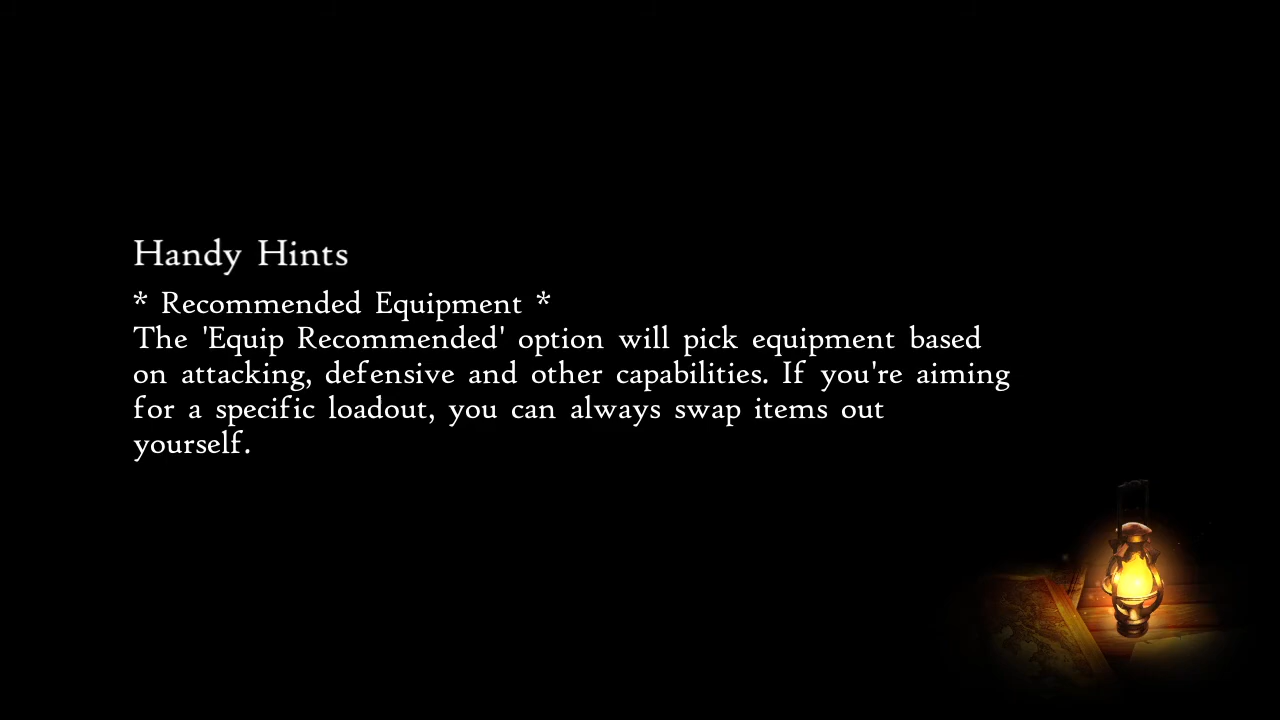 Handy Hints
* Recommended Equipment *
The 'Equip Recommended' option will pick equipment based
on attacking, defensive and other capabilities. If you're aiming
for a specific loadout, you can always swap items out
yourself.